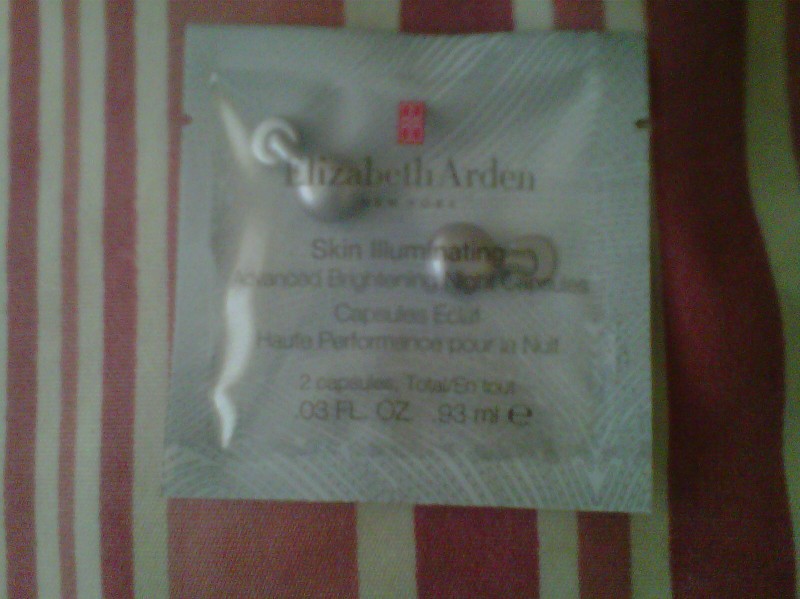 Elizabeth Arden
NEW YORK
Skin Illuminating
Advanced Brightening Night Capsules
Capsules Eclat
Haute Performance pour la Nuit
2 capsules, Total/En tout
.03 FL. OZ. .93 ml ℮